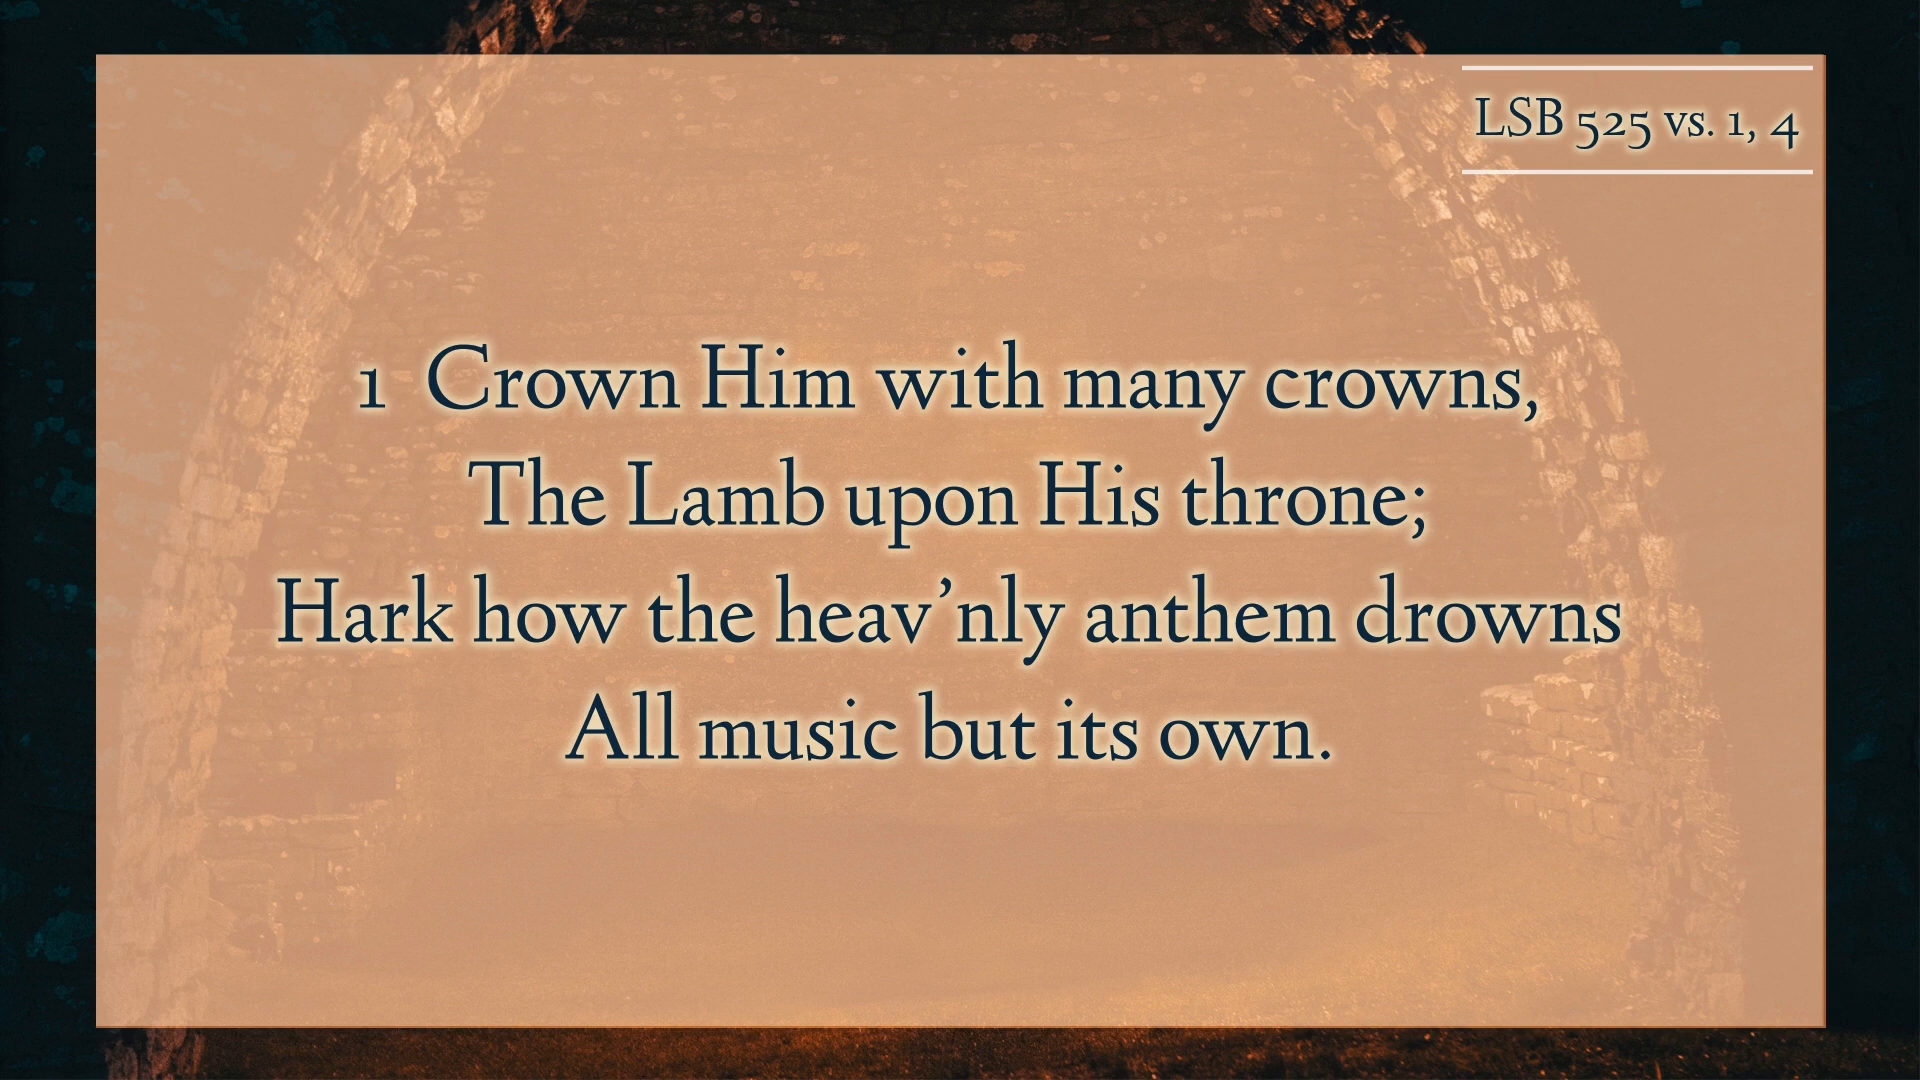 LSB 525 vs. 1, 4
1 Crown Him with many crowns,
The Lamb upon His throne;
Hark how the heav’nly anthem drowns
All music but its own.